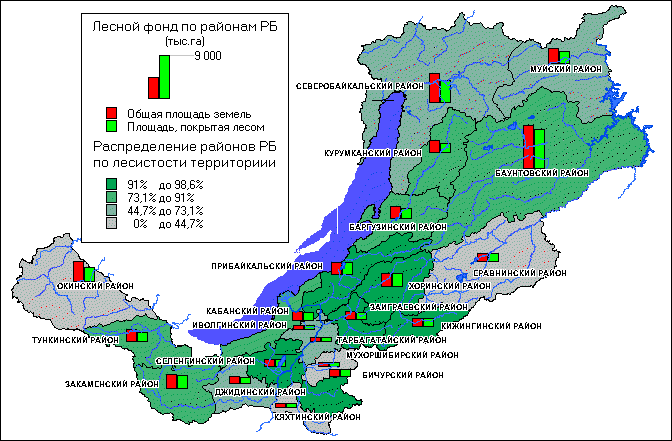 Лесной фонд по районам РБ
(тыс.га)
9 000
Общая площадь земель
Площадь, покрытая лесом
Распределение районов РБ
по лесистости территориии
91% до 98,6%
73,1% до 91%
44,7% до 73,1%
0% до 44,7%
МУЙСКИЙ РАЙОН
СЕВЕРОБАЙКАЛЬСКИЙ РАЙОН
КУРУМКАНСКИЙ РАЙОН
БАУНТОВСКИЙ РАЙОН
БАРГУЗИНСКИЙ РАЙОН
ПРИБАЙКАЛЬСКИЙ РАЙОН
ЕРАВНИНСКИЙ РАЙОН
ОКИНСКИЙ РАЙОН
ХОРИНСКИЙ РАЙОН
ЗАИГРАЕВСКИЙ РАЙОН
КАБАНСКИЙ РАЙОН
ИВОЛГИНСКИЙ РАЙОН
КИЖИНГИНСКИЙ РАЙОН
ТУНКИНСКИЙ РАЙОН
ТАРБАГАТАЙСКИЙ РАЙОН
МУХОРШИБИРСКИЙ РАЙОН
СЕЛЕНГИНСКИЙ РАЙОН
БИЧУРСКИЙ РАЙОН
ЗАКАМЕНСКИЙ РАЙОН
ДЖИДИНСКИЙ РАЙОН
КЯХТИНСКИЙ РАЙОН